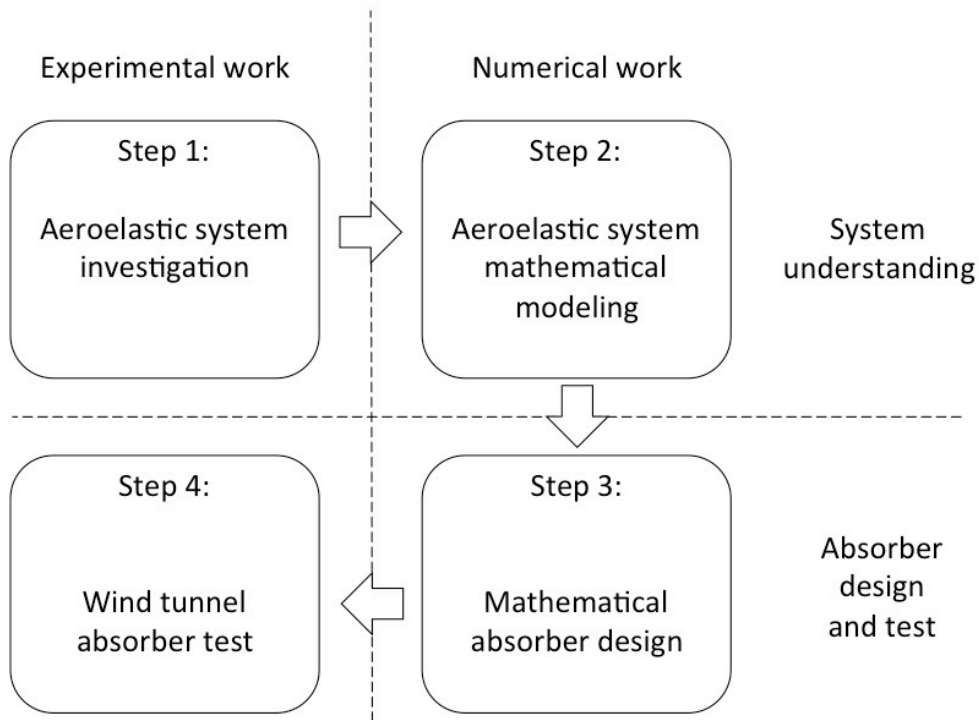 Experimental work
Numerical work
Step 1:
Aeroelastic system
investigation
Step 2:
Aeroelastic system
mathematical
modeling
System
understanding
Step 4:
Wind tunnel
absorber test
Step 3:
Mathematical
absorber design
Absorber
design
and test